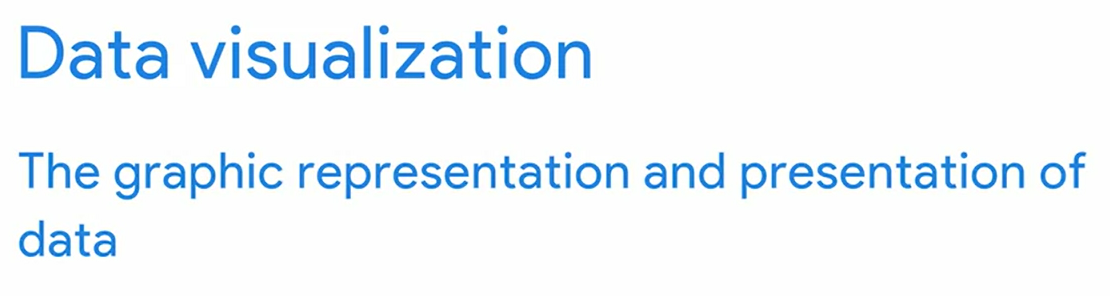 Data visualization
The graphic representation and presentation of
data